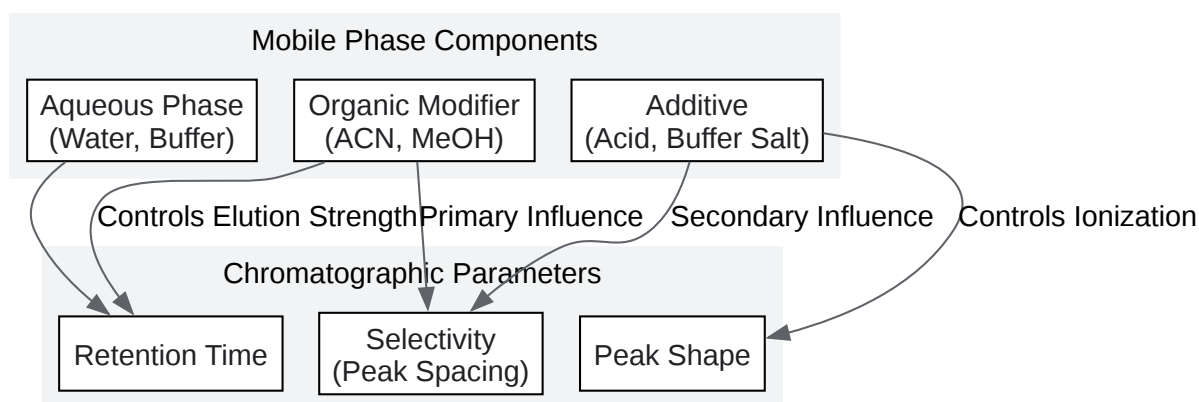 Mobile Phase Components
Aqueous Phase
(Water, Buffer)
Organic Modifier
(ACN, MeOH)
Additive
(Acid, Buffer Salt)
Controls Elution Strength
Primary Influence
Secondary Influence
Controls Ionization
Chromatographic Parameters
Retention Time
Selectivity
(Peak Spacing)
Peak Shape